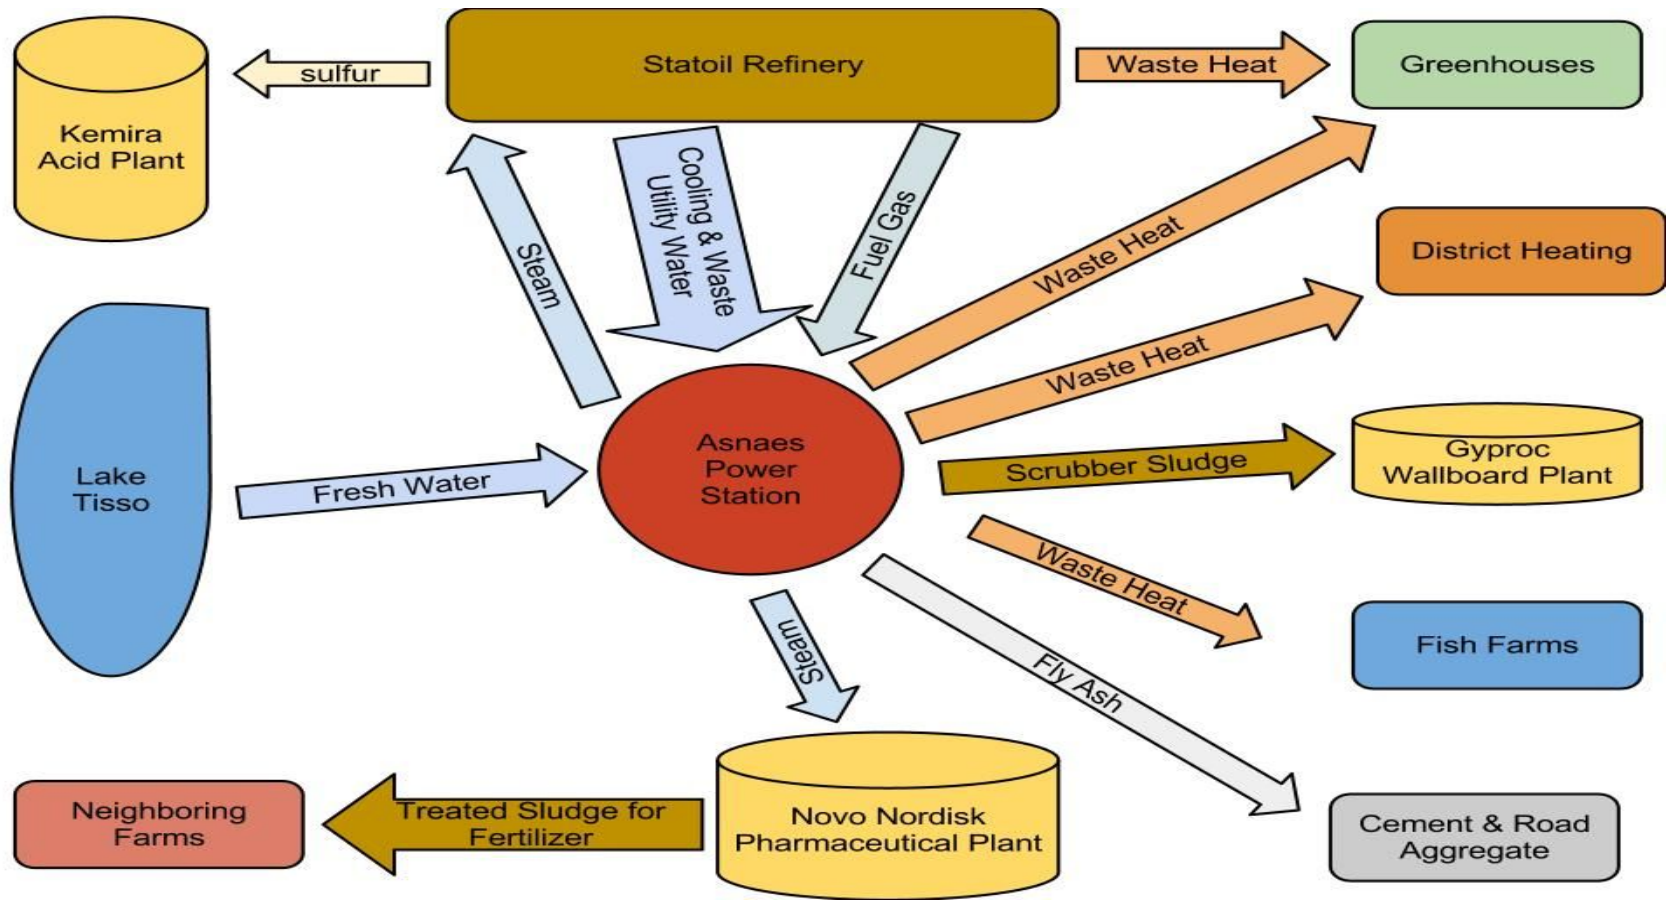 sulfur
Statoil Refinery
Waste Heat
Greenhouses
Kemira
Acid Plant
Steam
Cooling & Waste
Utility Water
Fuel Gas
Waste Heat
District Heating
Waste Heat
Lake
Tisso
Fresh Water
Asnaes
Power
Station
Scrubber Sludge
Gyproc
Wallboard Plant
Waste Heat
Fish Farms
Steam
Fly Ash
Neighboring
Farms
Treated Sludge for
Fertilizer
Novo Nordisk
Pharmaceutical Plant
Cement & Road
Aggregate